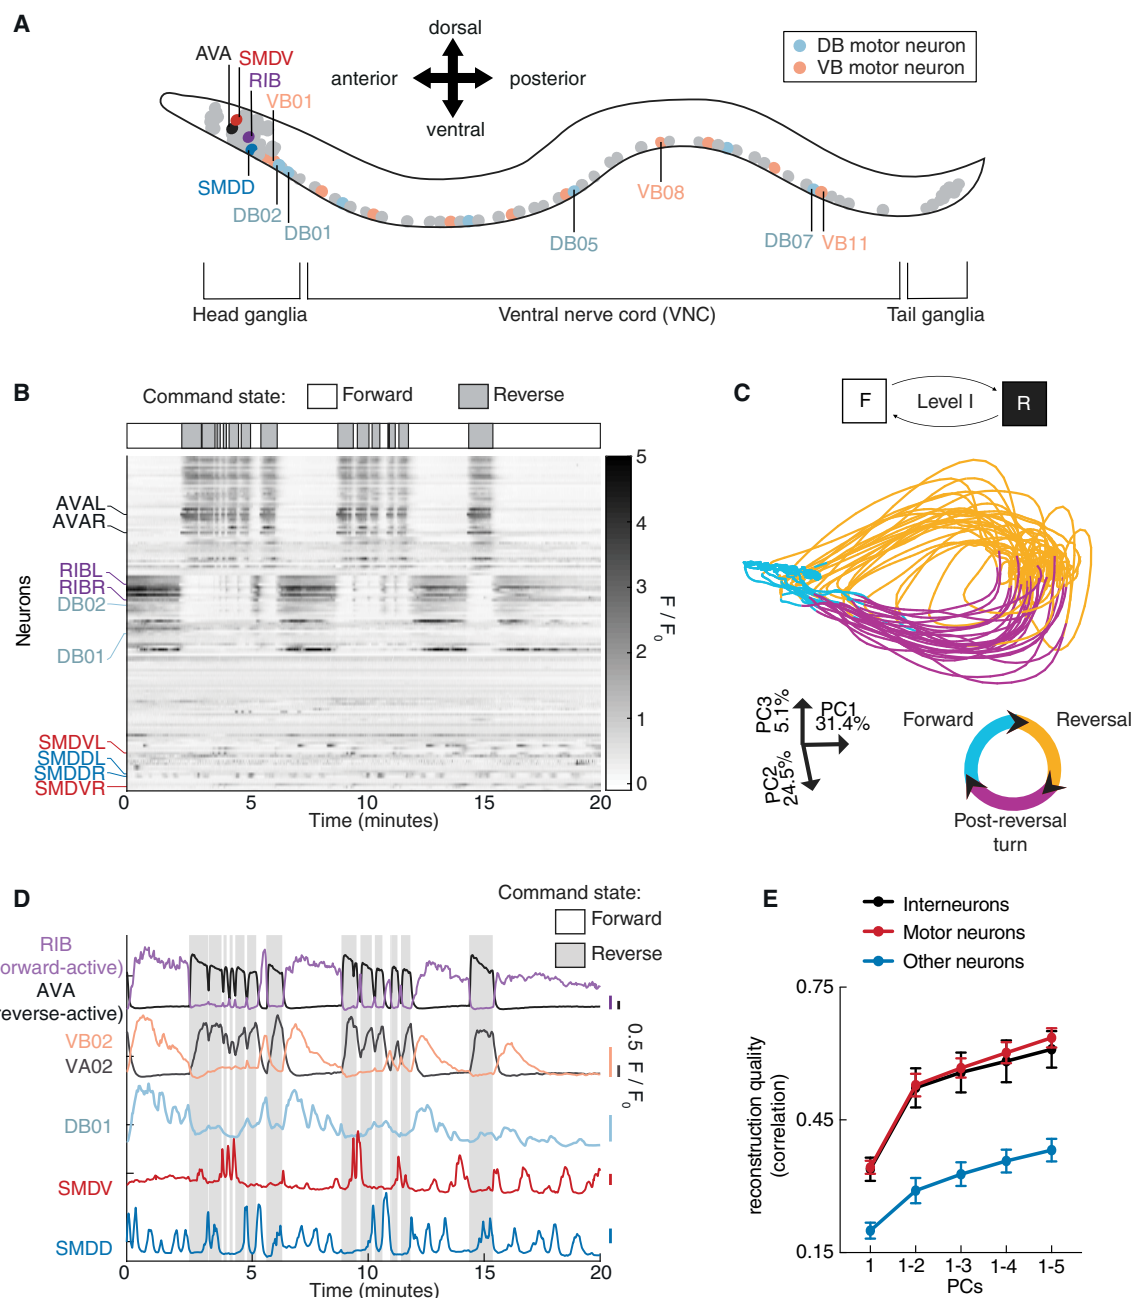 A
dorsal
anterior
posterior
ventral
DB motor neuron
VB motor neuron
AVA
SMDV
RIB
VB01
SMDD
DB02
DB01
DB05
VB08
DB07
VB11
Head ganglia
Ventral nerve cord (VNC)
Tail ganglia
B
Command state:
Forward
Reverse
AVAL
AVAR
RIBL
RIBR
DB02
DB01
SMDVL
SMDDL
SMDDR
SMDVR
Neurons
0
5
10
15
20
Time (minutes)
5
4
3
2
1
0
F / F0
C
F
Level I
R
PC3
5.1%
PC1
31.4%
PC2
24.5%
Forward
Reversal
Post-reversal
turn
D
Command state:
Forward
Reverse
RIB
orward-active)
AVA
reverse-active)
VB02
VA02
DB01
SMDV
SMDD
0.5 F / F0
0
5
10
15
20
Time (minutes)
E
Interneurons
Motor neurons
Other neurons
0.75
0.45
0.15
reconstruction quality
(correlation)
1
1-2
1-3
1-4
1-5
PCs